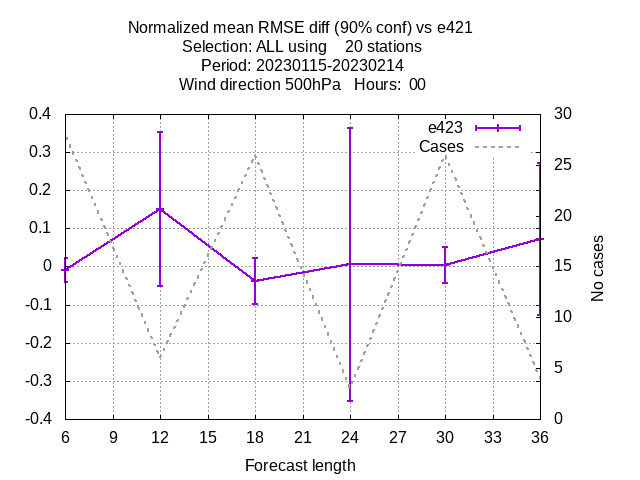 Normalized mean RMSE diff (90% conf) vs e421
Selection: ALL using    20 stations
Period: 20230115-20230214
Wind direction 500hPa   Hours:  00
0.4
0.3
0.2
0.1
0
-0.1
-0.2
-0.3
-0.4
e423
Cases
30
25
20
15
10
5
0
No cases
6 9 12 15 18 21 24 27 30 33 36
Forecast length